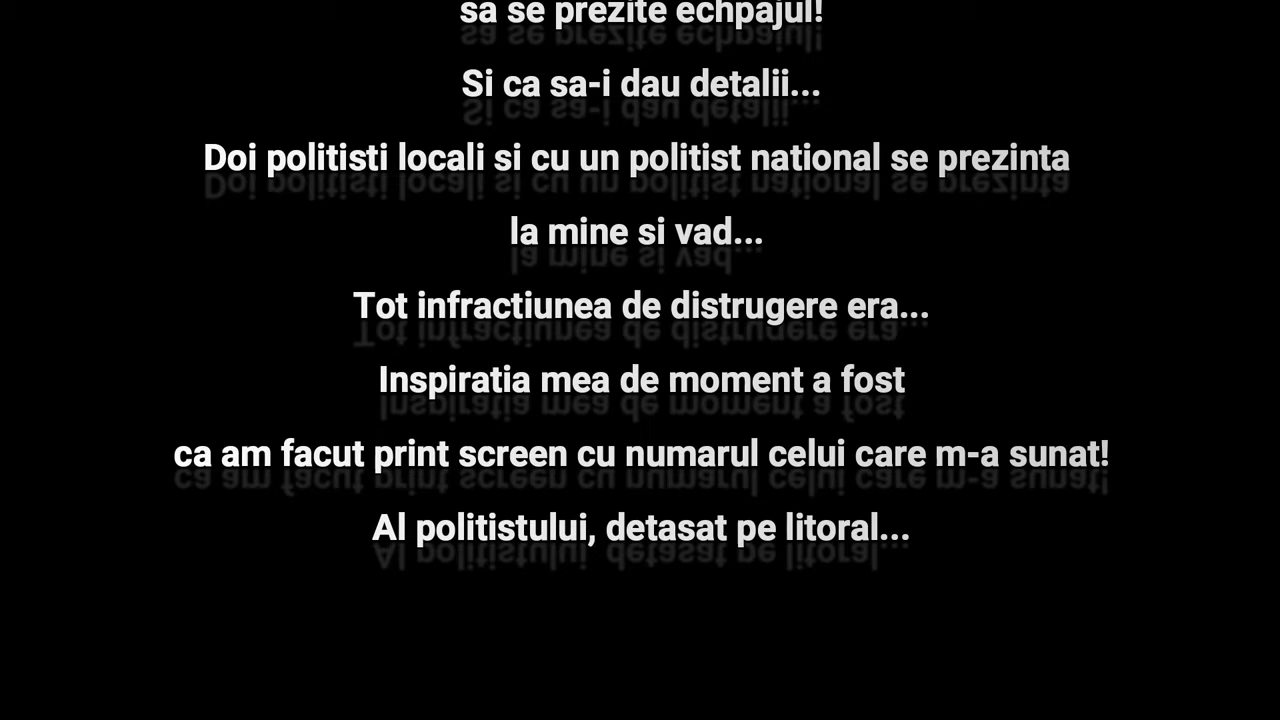 sa se prezite echpajul!
Si ca sa-i dau detalii...
Doi politisti locali si cu un politist national se prezinta
la mine si vad...
Tot infractiunea de distrugere era...
Inspiratia mea de moment a fost
ca am facut print screen cu numarul celui care m-a sunat!
Al politistului, detasat pe litoral...